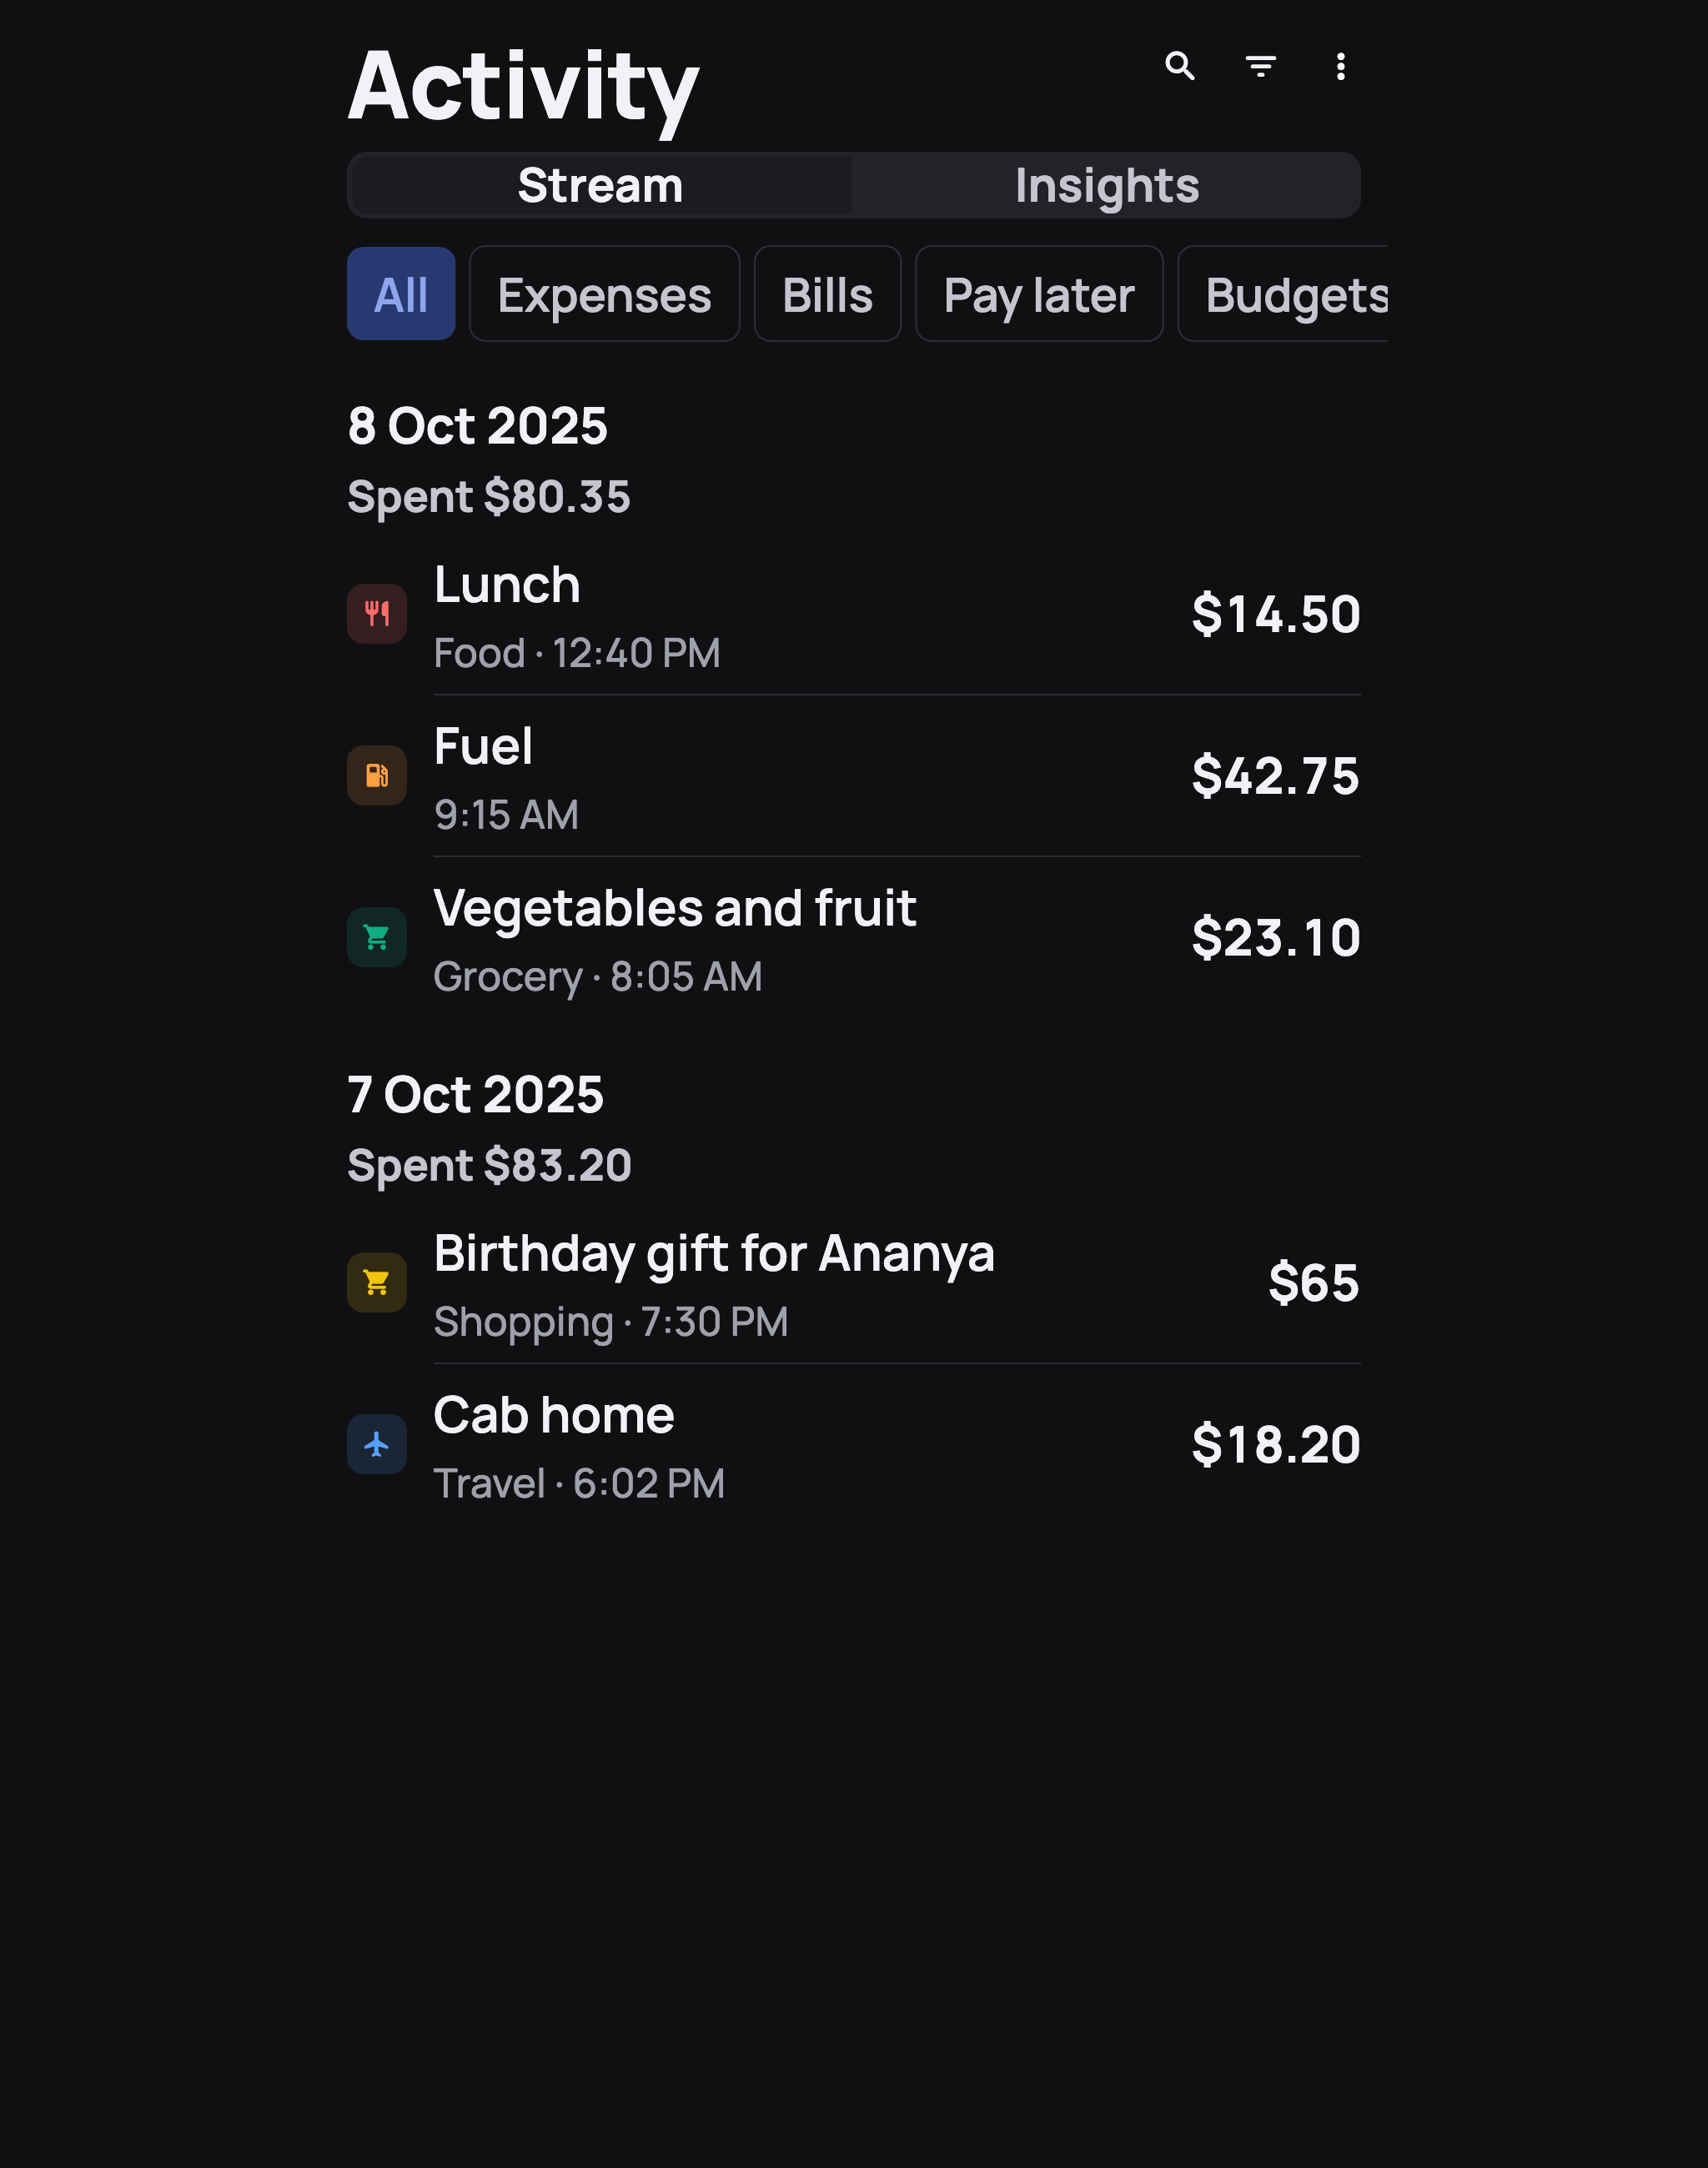 Activity
Stream
Insights
All
Expenses
Bills
Pay later
Budgets
8 Oct 2025
Spent $80.35
Lunch
$14.50
Food · 12:40 PM
Fuel
$42.75
9:15 AM
Vegetables and fruit
$23.10
Grocery · 8:05 AM
7 Oct 2025
Spent $83.20
Birthday gift for Ananya
$65
Shopping · 7:30 PM
Cab home
$18.20
Travel · 6:02 PM